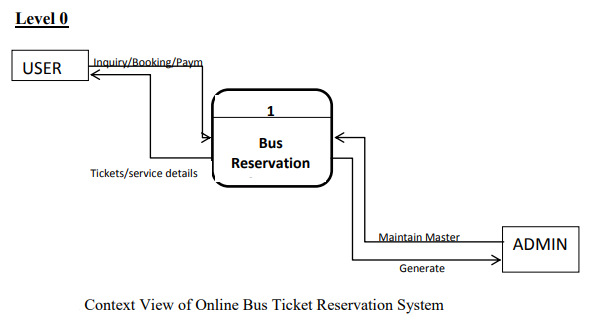 Level 0
USER
Inquiry/Booking/Paym
1
Bus
Reservation
Tickets/service details
Maintain Master
ADMIN
Generate
Context View of Online Bus Ticket Reservation System